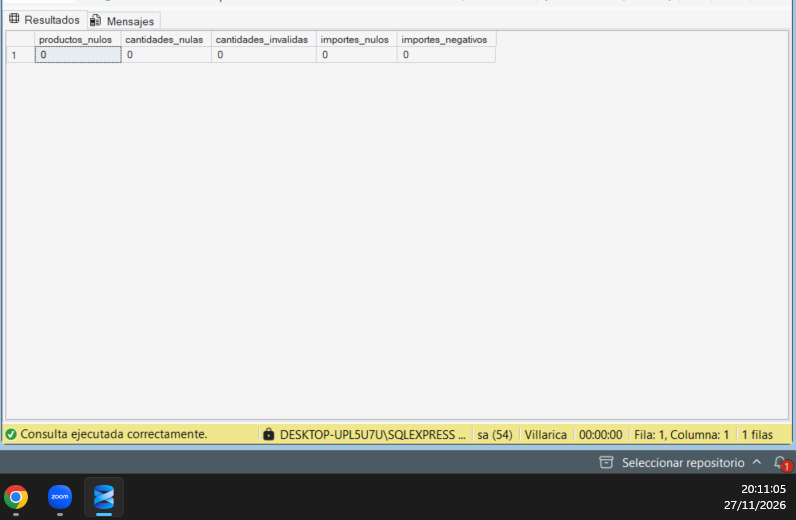 Resultados Mensajes
productos_nulos cantidades_nulas cantidades_invalidas importes_nulos importes_negativos
1 0 0 0 0 0
Consulta ejecutada correctamente. DESKTOP-UPL5U7U\SQLEXPRESS ... sa (54) Villarica 00:00:00 Fila: 1, Columna: 1 1 filas
Seleccionar repositorio 1
zoom
20:11:05
27/11/2026